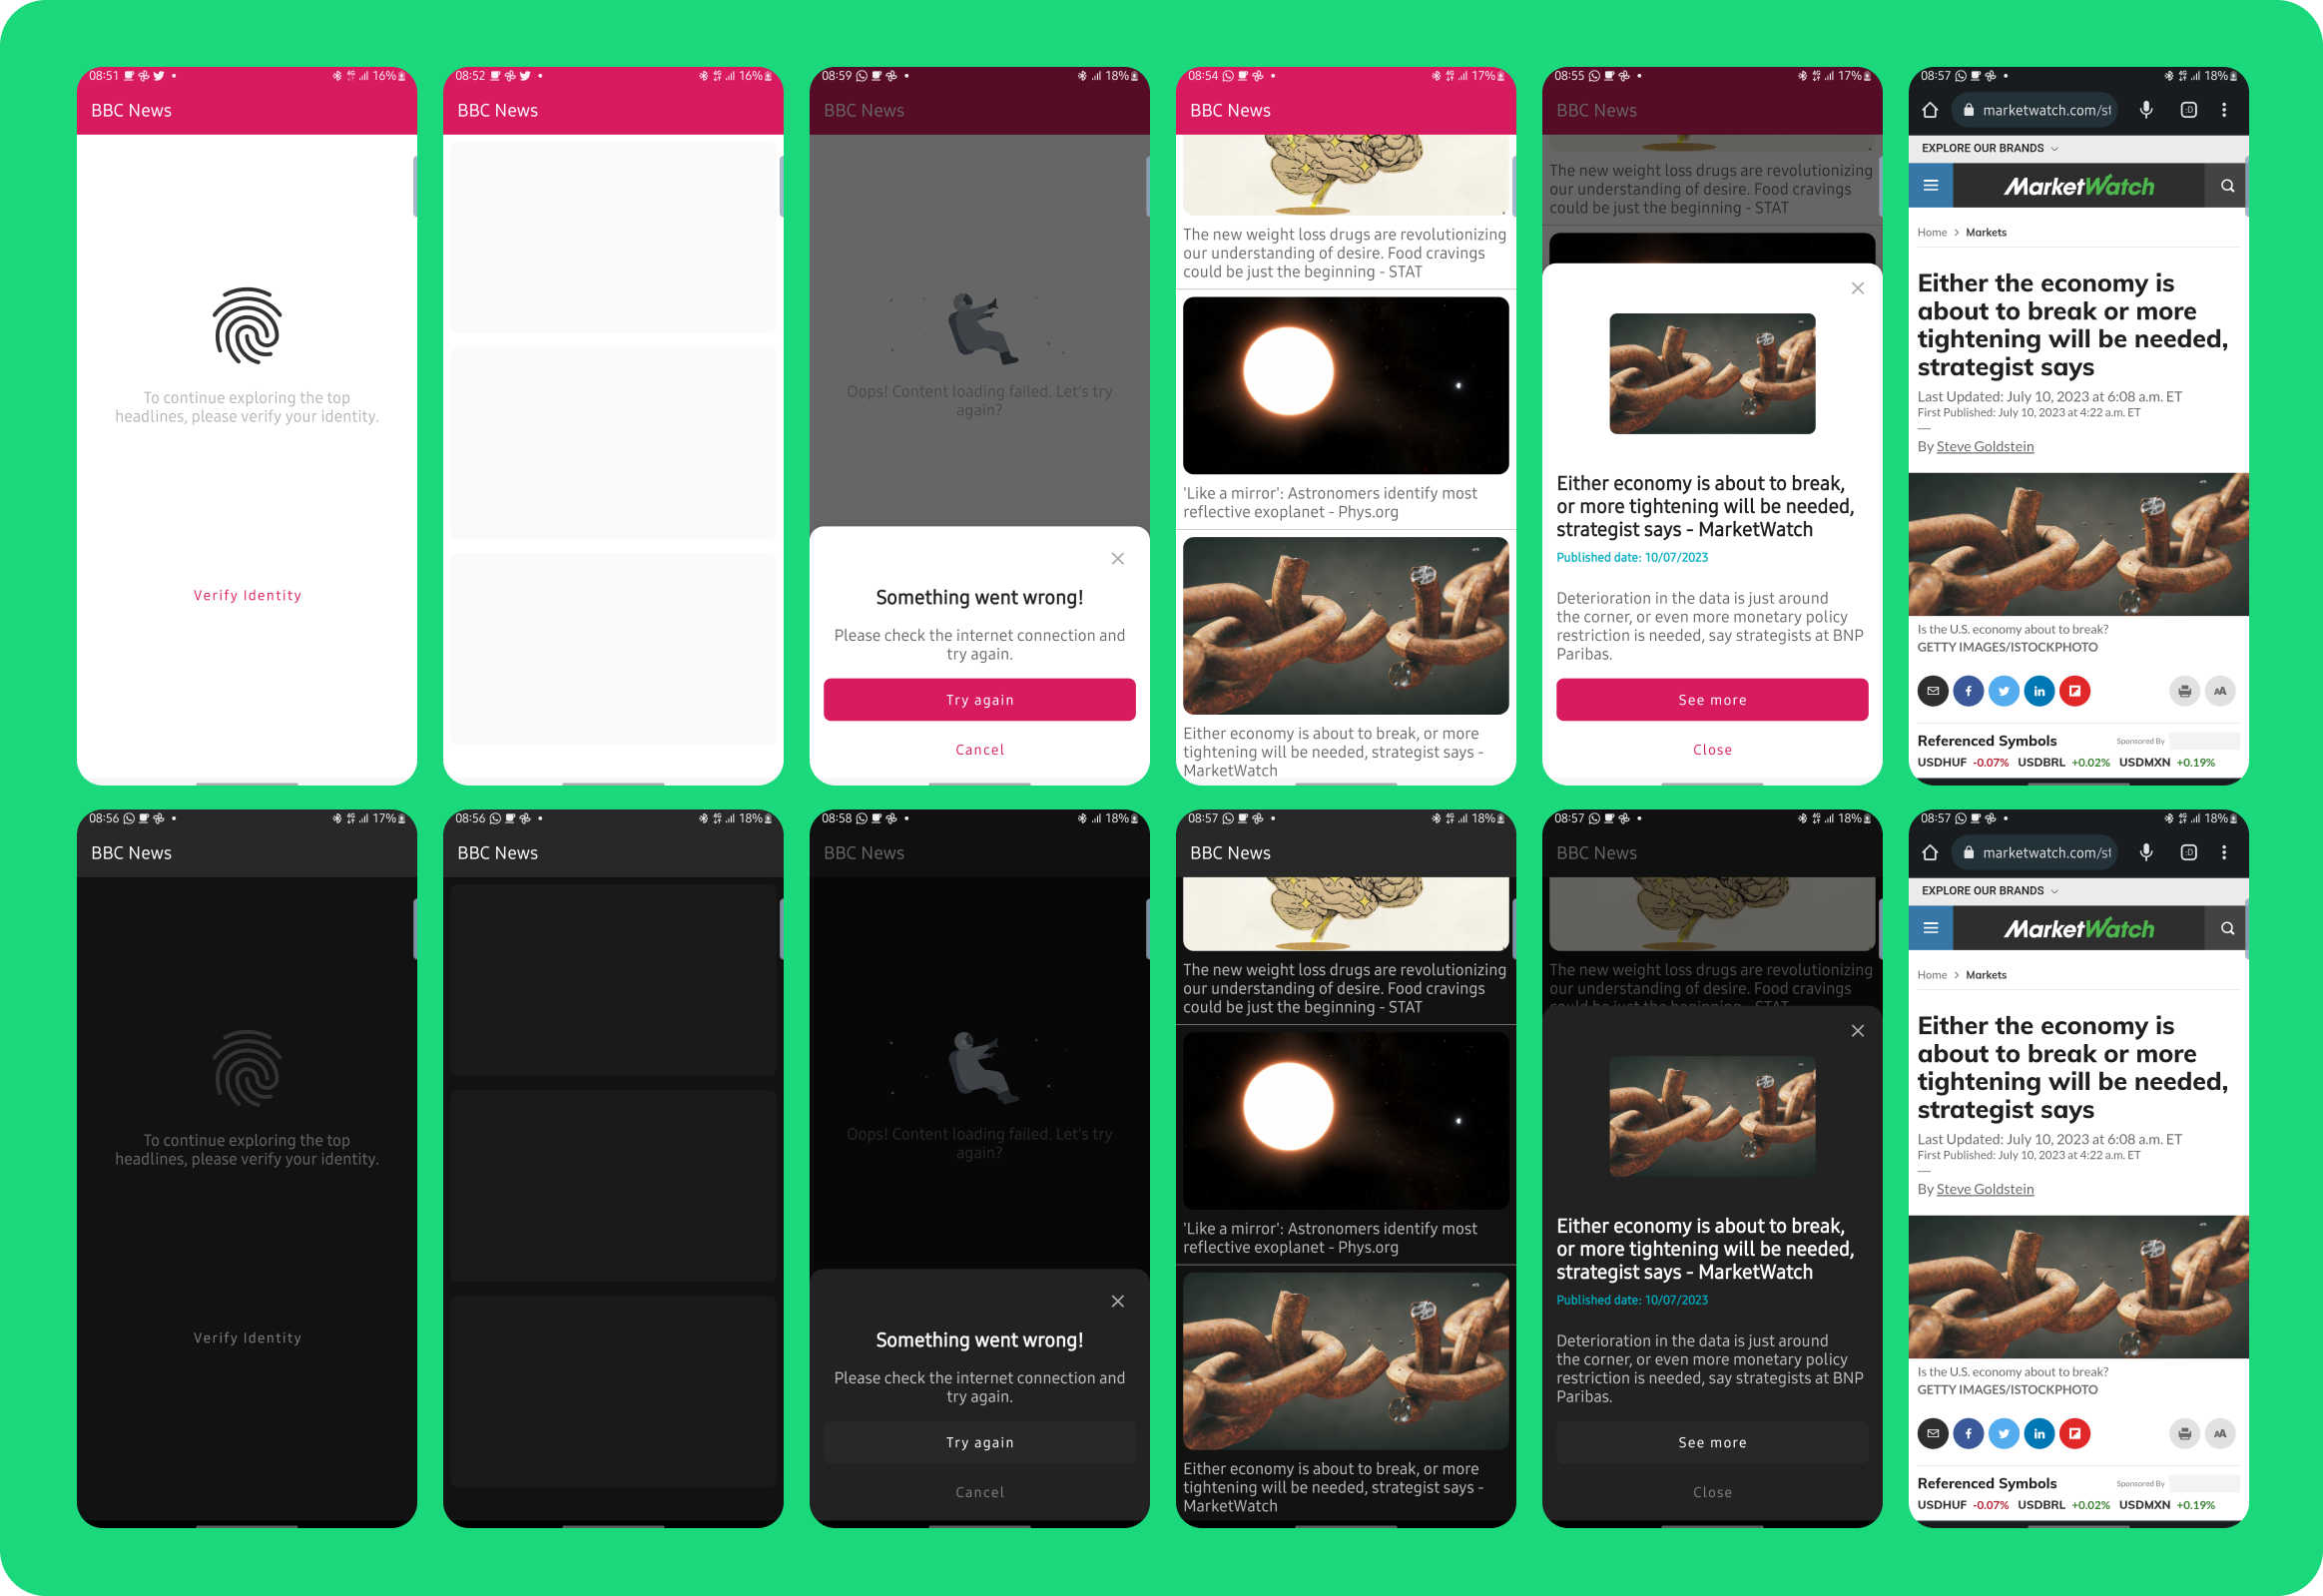 08:51
16%
BBC News
To continue exploring the top
headlines, please verify your identity.
Verify Identity
08:52
16%
BBC News
08:59
18%
BBC News
Oops! Content loading failed. Let's try
again?
Something went wrong!
Please check the internet connection and
try again.
Try again
Cancel
08:54
17%
BBC News
The new weight loss drugs are revolutionizing
our understanding of desire. Food cravings
could be just the beginning - STAT
'Like a mirror': Astronomers identify most
reflective exoplanet - Phys.org
Either economy is about to break, or more
tightening will be needed, strategist says -
MarketWatch
08:55
17%
BBC News
The new weight loss drugs are revolutionizing
our understanding of desire. Food cravings
could be just the beginning - STAT
Either economy is about to break,
or more tightening will be needed,
strategist says - MarketWatch
Published date: 10/07/2023
Deterioration in the data is just around
the corner, or even more monetary policy
restriction is needed, say strategists at BNP
Paribas.
See more
Close
08:57
18%
marketwatch.com/st
:D
EXPLORE OUR BRANDS
MarketWatch
Home > Markets
Either the economy is
about to break or more
tightening will be needed,
strategist says
Last Updated: July 10, 2023 at 6:08 a.m. ET
First Published: July 10, 2023 at 4:22 a.m. ET
By Steve Goldstein
Is the U.S. economy about to break?
GETTY IMAGES/ISTOCKPHOTO
AA
Referenced Symbols
Sponsored By
USDHUF -0.07% USDBRL +0.02% USDMXN +0.19%
08:56
17%
BBC News
To continue exploring the top
headlines, please verify your identity.
Verify Identity
08:56
18%
BBC News
08:58
18%
BBC News
Oops! Content loading failed. Let's try
again?
Something went wrong!
Please check the internet connection and
try again.
Try again
Cancel
08:57
18%
BBC News
The new weight loss drugs are revolutionizing
our understanding of desire. Food cravings
could be just the beginning - STAT
'Like a mirror': Astronomers identify most
reflective exoplanet - Phys.org
Either economy is about to break, or more
tightening will be needed, strategist says -
MarketWatch
08:57
18%
BBC News
The new weight loss drugs are revolutionizing
our understanding of desire. Food cravings
could be just the beginning - STAT
Either economy is about to break,
or more tightening will be needed,
strategist says - MarketWatch
Published date: 10/07/2023
Deterioration in the data is just around
the corner, or even more monetary policy
restriction is needed, say strategists at BNP
Paribas.
See more
Close
08:57
18%
marketwatch.com/st
:D
EXPLORE OUR BRANDS
MarketWatch
Home > Markets
Either the economy is
about to break or more
tightening will be needed,
strategist says
Last Updated: July 10, 2023 at 6:08 a.m. ET
First Published: July 10, 2023 at 4:22 a.m. ET
By Steve Goldstein
Is the U.S. economy about to break?
GETTY IMAGES/ISTOCKPHOTO
AA
Referenced Symbols
Sponsored By
USDHUF -0.07% USDBRL +0.02% USDMXN +0.19%